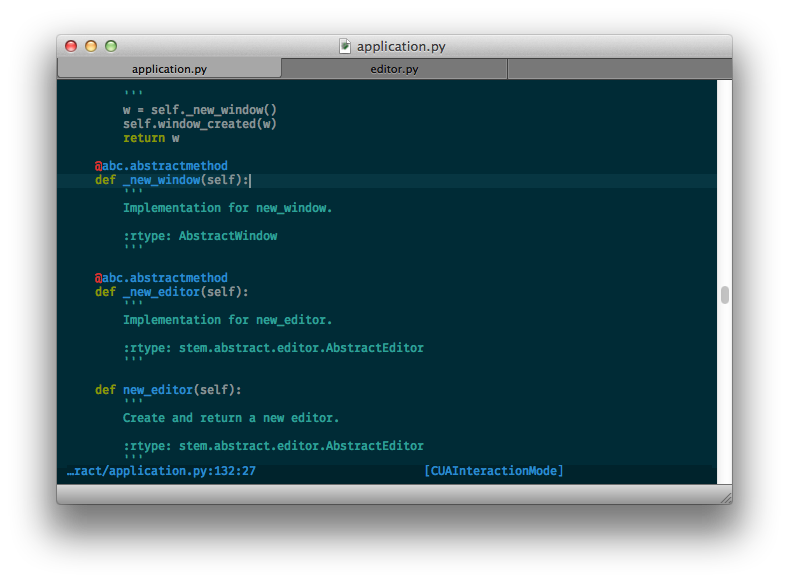 application.py
application.py editor.py
'''
w = self._new_window()
self.window_created(w)
return w
@abc.abstractmethod
def _new_window(self):
'''
Implementation for new_window.
:rtype: AbstractWindow
'''
@abc.abstractmethod
def _new_editor(self):
'''
Implementation for new_editor.
:rtype: stem.abstract.editor.AbstractEditor
'''
def new_editor(self):
'''
Create and return a new editor.
:rtype: stem.abstract.editor.AbstractEditor
'''
…ract/application.py:132:27 [CUAInteractionMode]